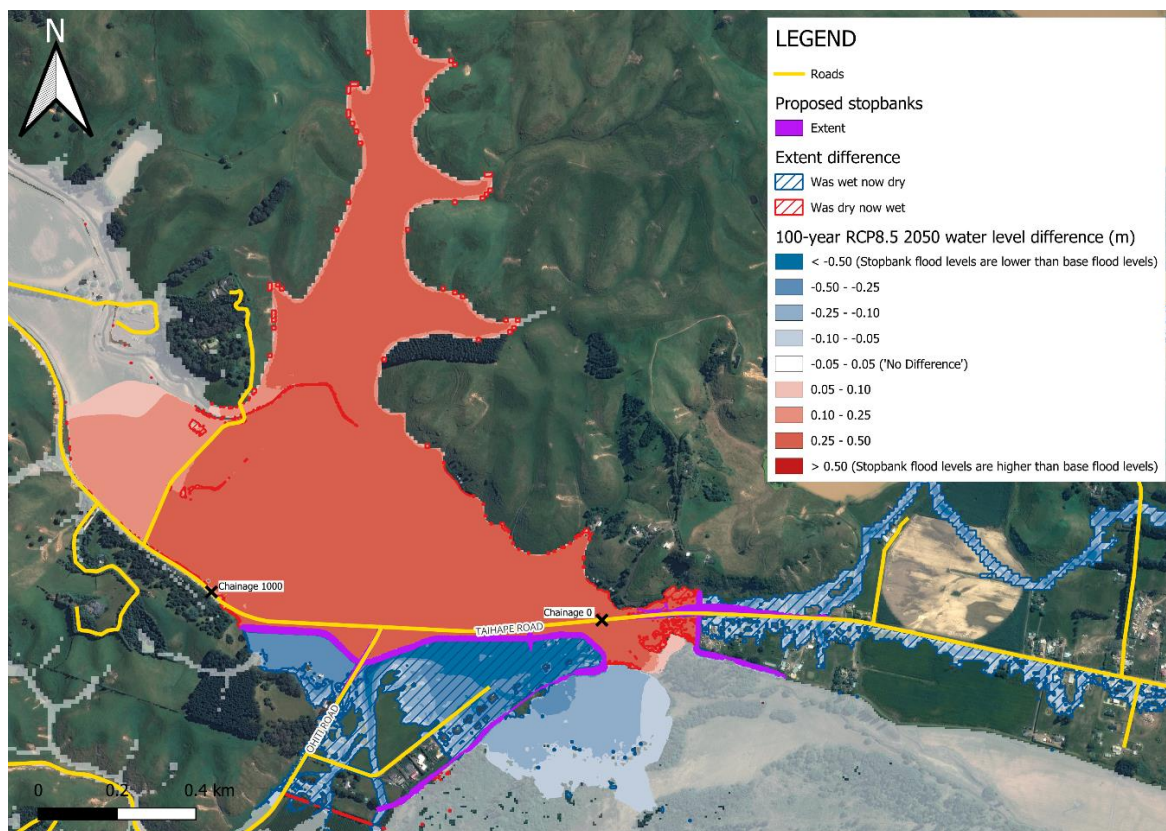 N
LEGEND
Roads
Proposed stopbanks
Extent
Extent difference
Was wet now dry
Was dry now wet
100-year RCP8.5 2050 water level difference (m)
< -0.50 (Stopbank flood levels are lower than base flood levels)
-0.50 - -0.25
-0.25 - -0.10
-0.10 - -0.05
-0.05 - 0.05 ('No Difference')
0.05 - 0.10
0.10 - 0.25
0.25 - 0.50
> 0.50 (Stopbank flood levels are higher than base flood levels)
Chainage 1000
Chainage 0
TAIHAPE ROAD
OHITI ROAD
0 0.2 0.4 km